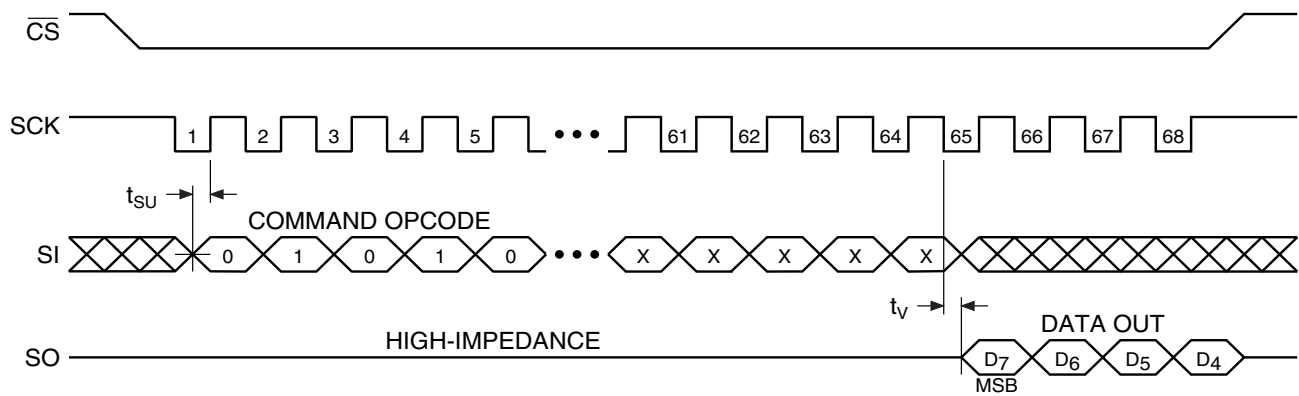 CS
SCK
1 2 3 4 5 ••• 61 62 63 64 65 66 67 68
tSU
COMMAND OPCODE
SI
0 1 0 1 0 ••• X X X X X
tV
DATA OUT
HIGH-IMPEDANCE
SO
D7 D6 D5 D4
MSB